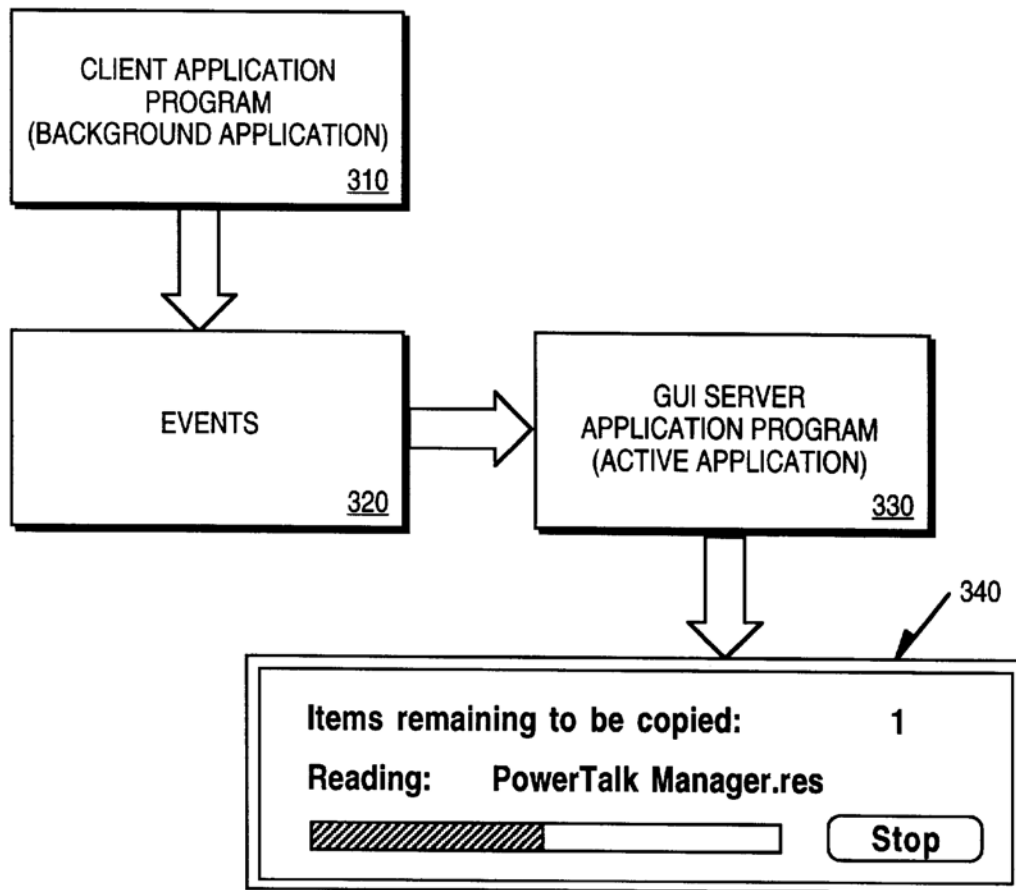 CLIENT APPLICATION
PROGRAM
(BACKGROUND APPLICATION)
310
EVENTS
320
GUI SERVER
APPLICATION PROGRAM
(ACTIVE APPLICATION)
330
340
Items remaining to be copied: 1
Reading: PowerTalk Manager.res
Stop